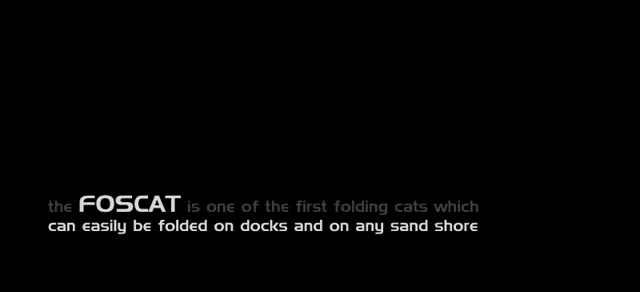 the FOSCAT is one of the first folding cats which
can easily be folded on docks and on any sand shore